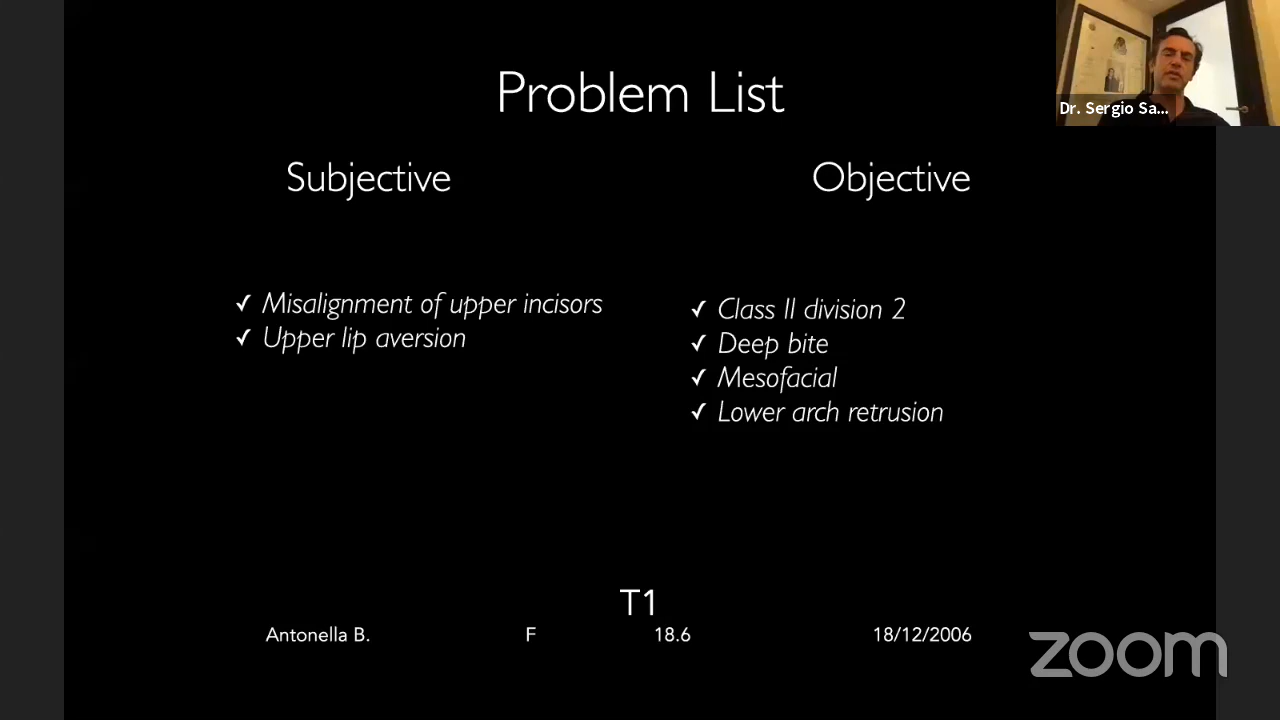 Problem List
Dr. Sergio Sa...
Subjective
Objective
✓ Misalignment of upper incisors
✓ Upper lip aversion
✓ Class II division 2
✓ Deep bite
✓ Mesofacial
✓ Lower arch retrusion
T1
Antonella B. F 18.6 18/12/2006
zoom